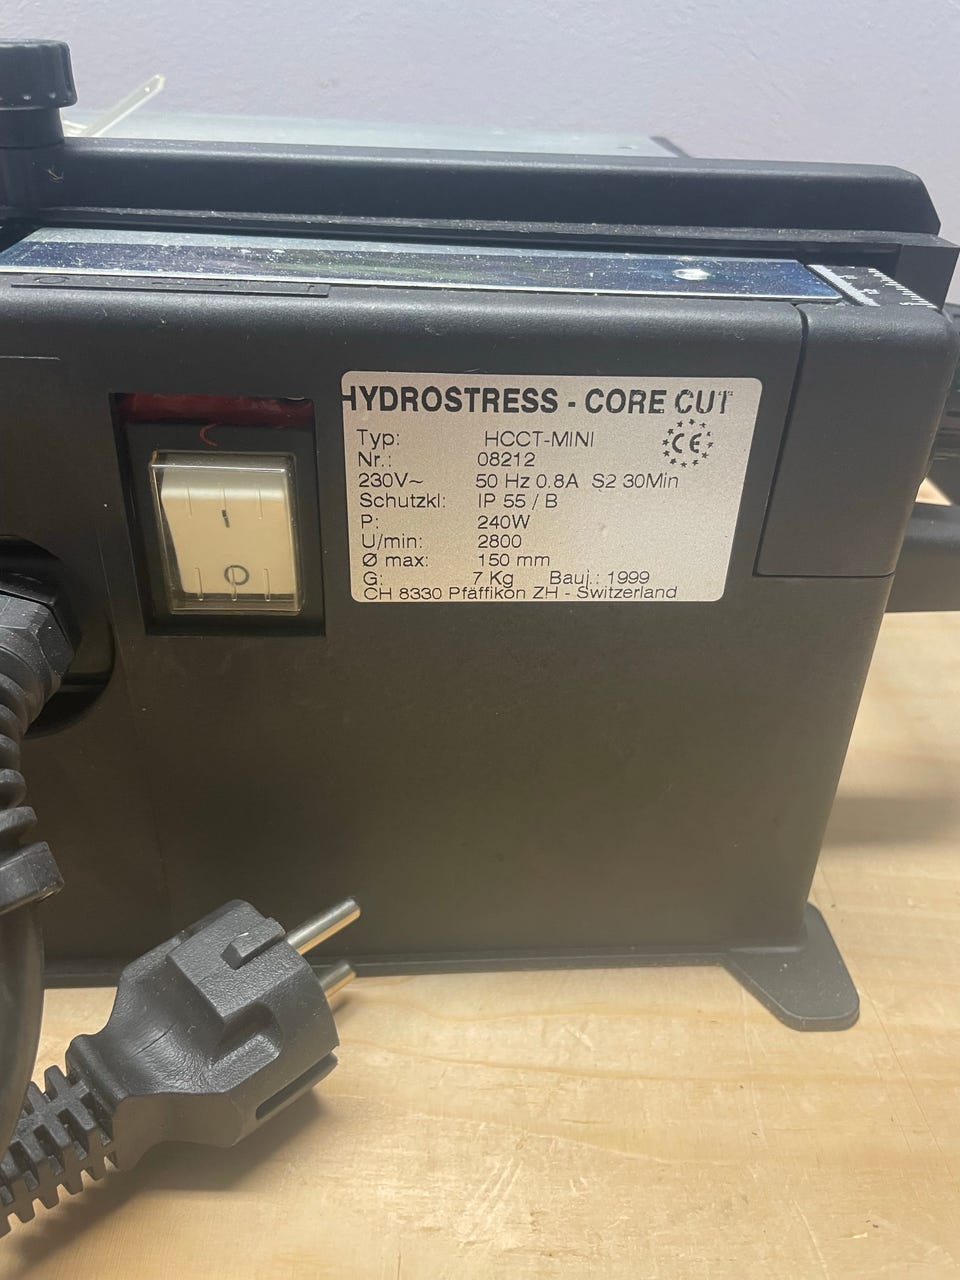 HYDROSTRESS - CORE CUT
Typ: HCCT-MINI
CE
Nr.: 08212
230V~ 50 Hz 0.8A S2 30Min
Schutzkl: IP 55 / B
P: 240W
U/min: 2800
Ø max: 150 mm
G: 7 Kg Bauj.: 1999
CH 8330 Pfäffikon ZH - Switzerland
I
O